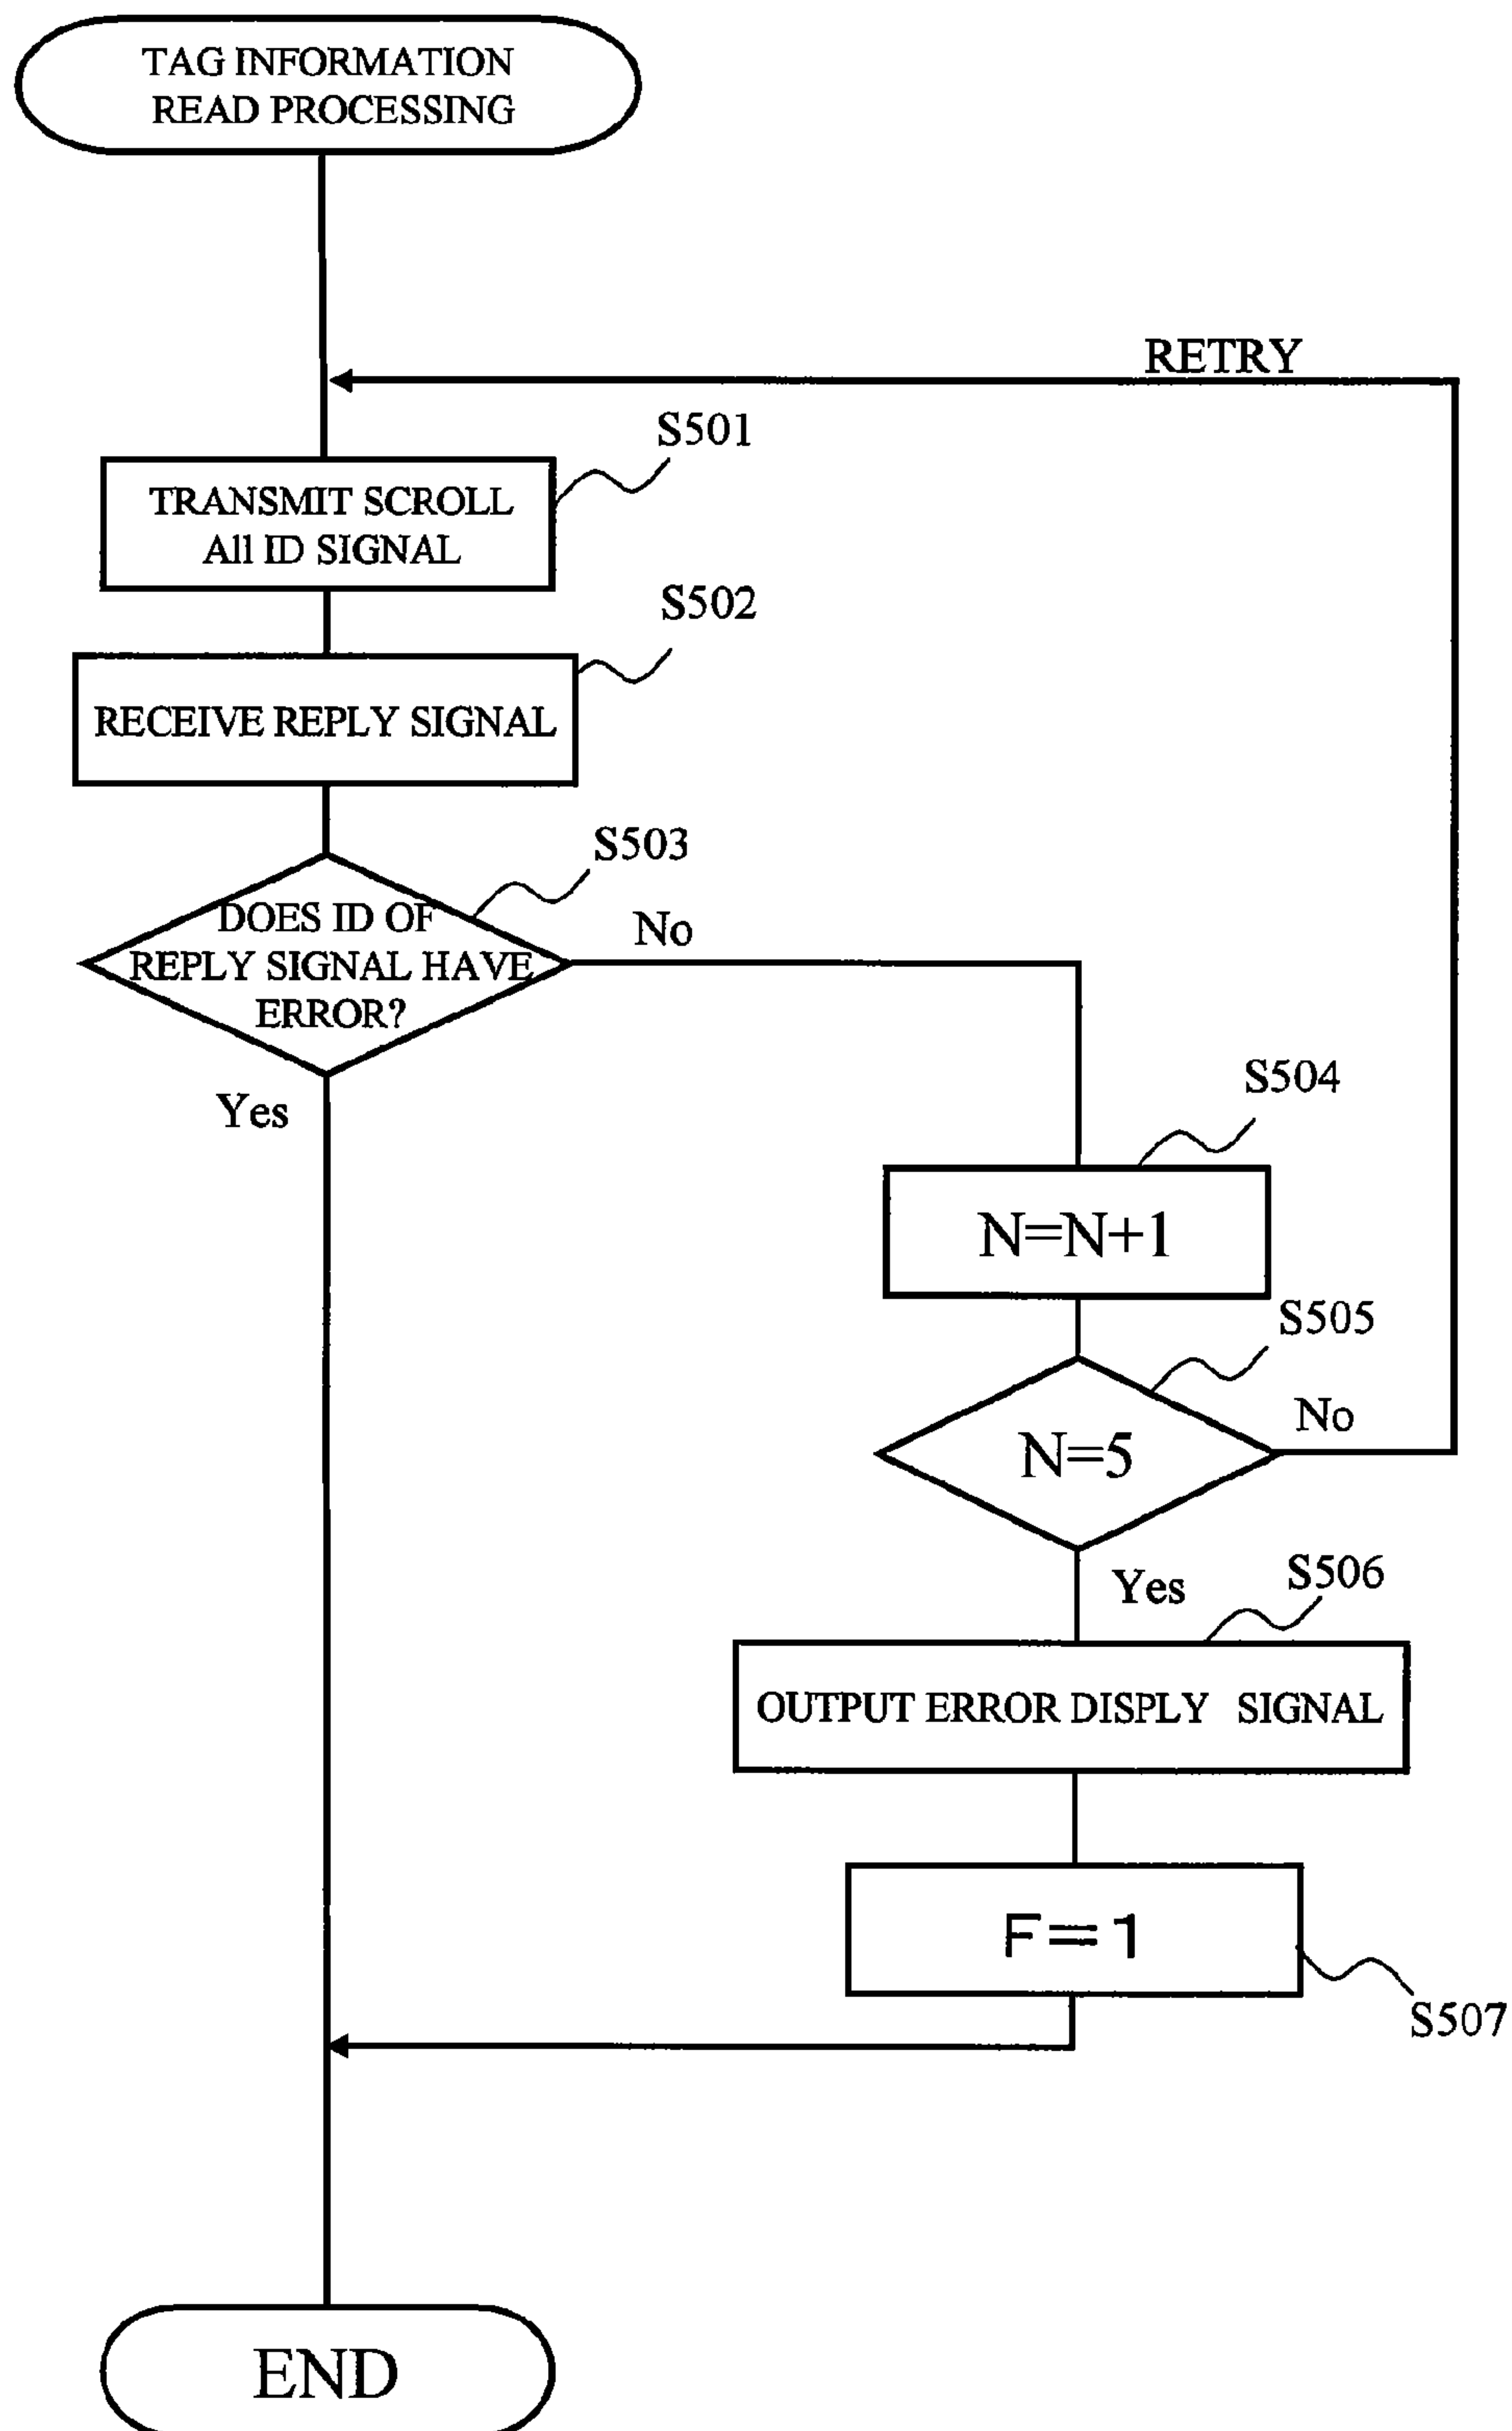 TAG INFORMATION
READ PROCESSING
RETRY
S501
TRANSMIT SCROLL
All ID SIGNAL
S502
RECEIVE REPLY SIGNAL
S503
DOES ID OF
REPLY SIGNAL HAVE
ERROR?
No
Yes
S504
N=N+1
S505
N=5
No
Yes
S506
OUTPUT ERROR DISPLY SIGNAL
F=1
S507
END